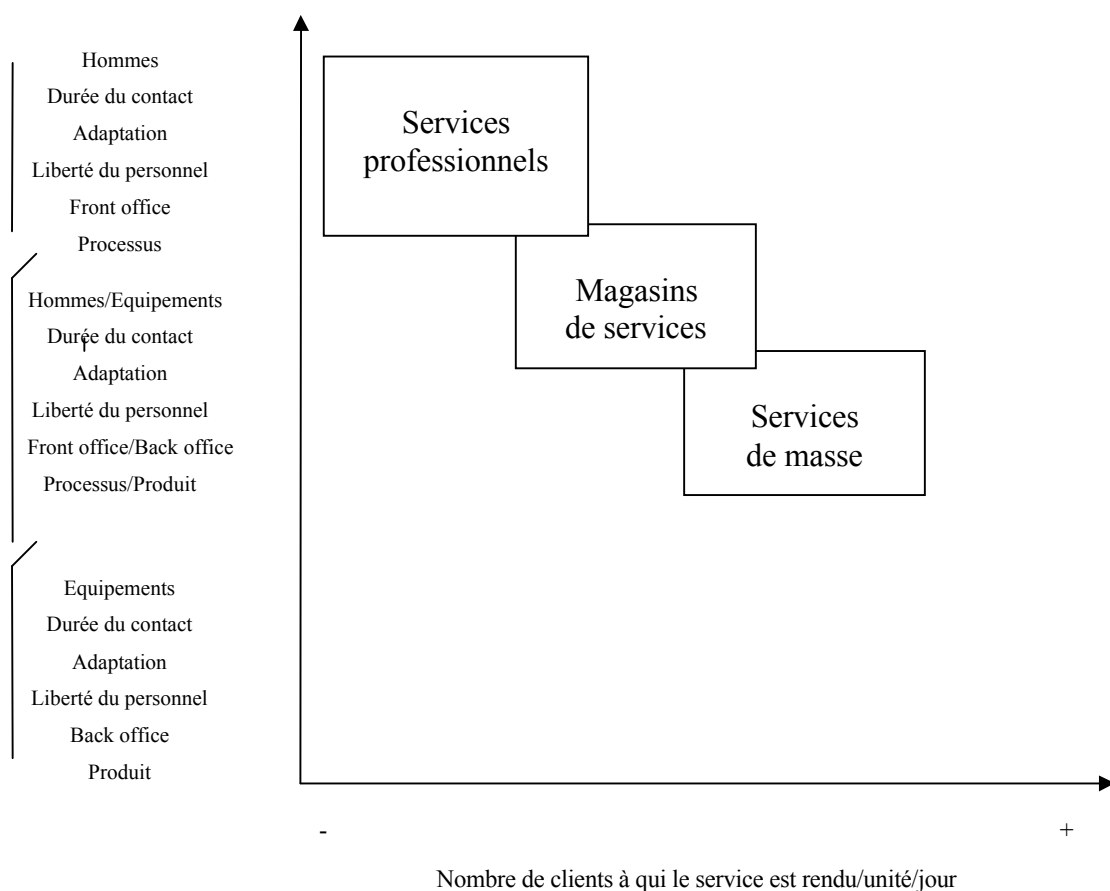 Hommes
Durée du contact
Adaptation
Liberté du personnel
Front office
Processus
Hommes/Equipements
Durée du contact
Adaptation
Liberté du personnel
Front office/Back office
Processus/Produit
Equipements
Durée du contact
Adaptation
Liberté du personnel
Back office
Produit
Services
professionnels
Magasins
de services
Services
de masse
- +
Nombre de clients à qui le service est rendu/unité/jour